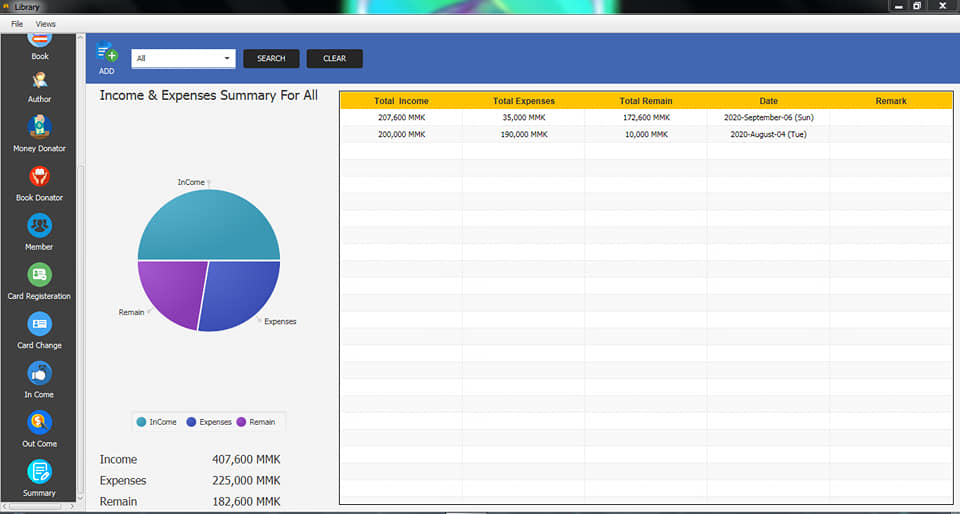 Library
File Views
Book
Author
Money Donator
Book Donator
Member
Card Registeration
Card Change
In Come
Out Come
Summary
ADD
All
SEARCH
CLEAR
Income & Expenses Summary For All
InCome
Remain
Expenses
InCome Expenses Remain
Income 407,600 MMK
Expenses 225,000 MMK
Remain 182,600 MMK
Total Income Total Expenses Total Remain Date Remark
207,600 MMK 35,000 MMK 172,600 MMK 2020-September-06 (Sun)
200,000 MMK 190,000 MMK 10,000 MMK 2020-August-04 (Tue)